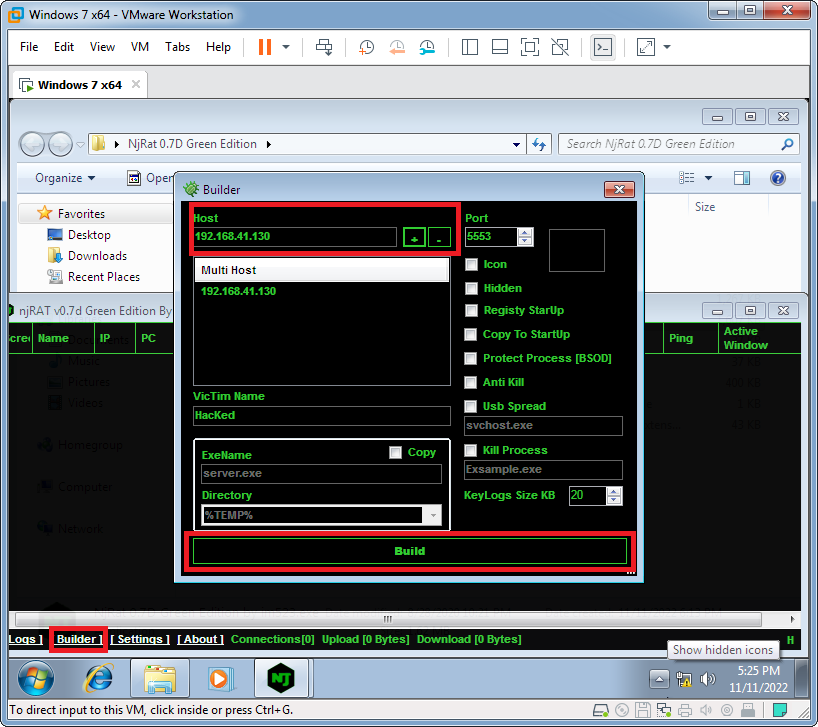 Windows 7 x64 - VMware Workstation
File Edit View VM Tabs Help
Windows 7 x64
NjRat 0.7D Green Edition
Search NjRat 0.7D Green Edition
Organize
Open
Size
Favorites
Desktop
Downloads
Recent Places
Builder
Host
192.168.41.130
+ -
Port
5553
Multi Host
192.168.41.130
Icon
Hidden
Registy StarUp
Copy To StartUp
Protect Process [BSOD]
Anti Kill
Usb Spread
svchost.exe
Kill Process
Exsample.exe
KeyLogs Size KB 20
VicTim Name
HacKed
ExeName
Copy
server.exe
Directory
%TEMP%
Build
njRAT v0.7d Green Edition By
Name IP PC Ping Active Window
Documents
Music
Pictures
Videos
Homegroup
Computer
Network
Logs ] Builder ] [ Settings ] [ About ] Connections[0] Upload [0 Bytes] Download [0 Bytes] H
Show hidden icons
NJ
5:25 PM
11/11/2022
To direct input to this VM, click inside or press Ctrl+G.